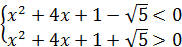 {x² + 4x + 1 − √5 < 0
{x² + 4x + 1 + √5 > 0